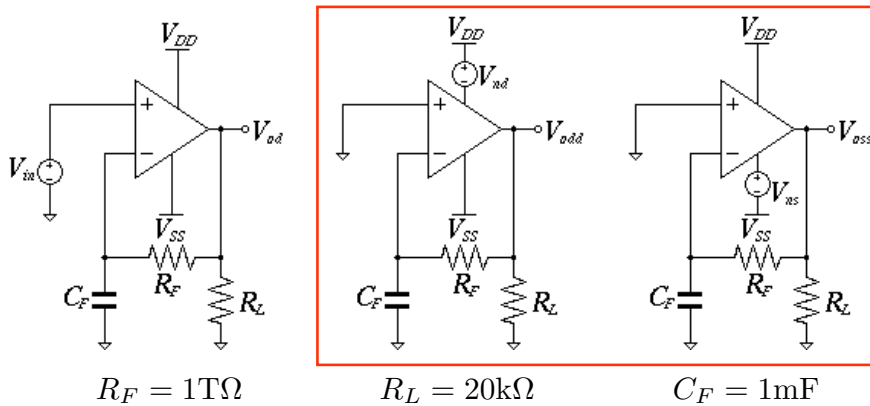 V_DD V_DD V_DD
V_nd
+ + +
V_od V_odd V_oss
− − −
V_in
V_ns
V_SS V_SS V_SS
R_F R_F R_F
C_F C_F C_F
R_L R_L R_L
R_F = 1TΩ R_L = 20kΩ C_F = 1mF